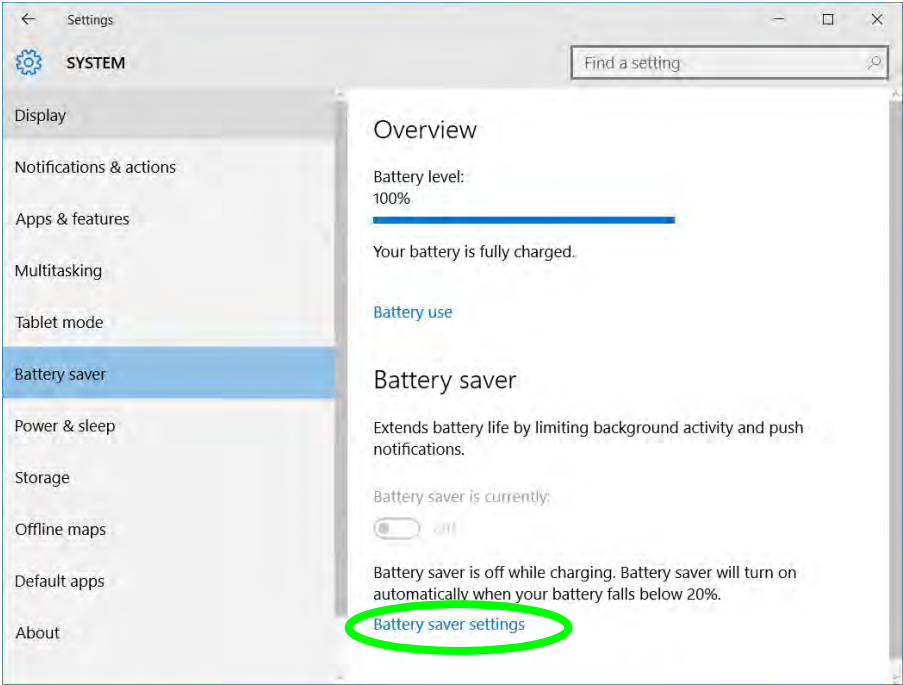 Settings
SYSTEM
Find a setting
Display
Notifications & actions
Apps & features
Multitasking
Tablet mode
Battery saver
Power & sleep
Storage
Offline maps
Default apps
About
Overview
Battery level:
100%
Your battery is fully charged.
Battery use
Battery saver
Extends battery life by limiting background activity and push
notifications.
Battery saver is currently:
Off
Battery saver is off while charging. Battery saver will turn on
automatically when your battery falls below 20%.
Battery saver settings